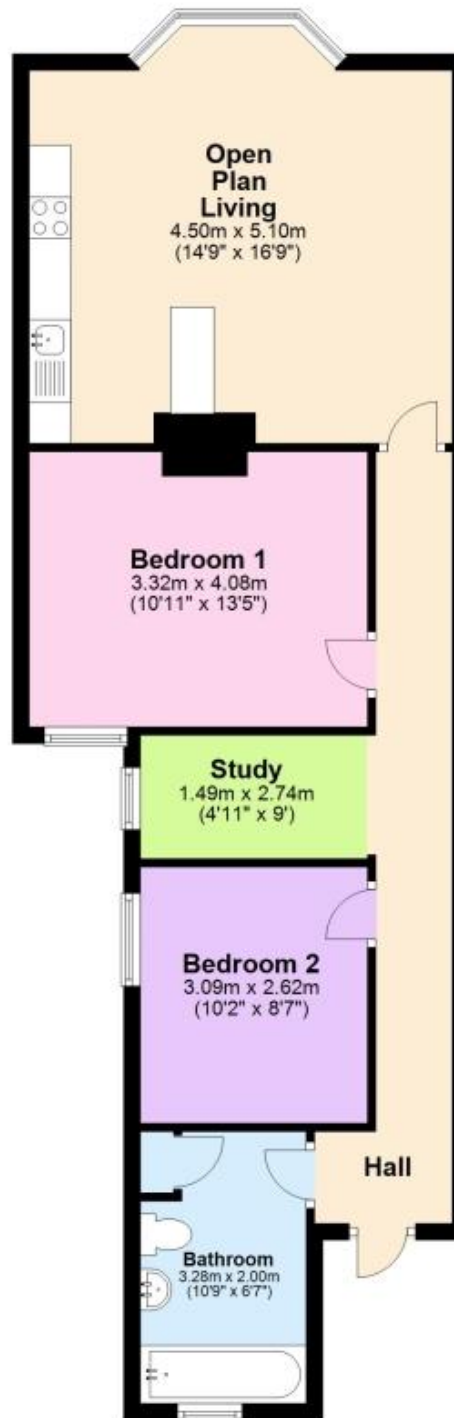 Open
Plan
Living
4.50m x 5.10m
(14'9" x 16'9")
Bedroom 1
3.32m x 4.08m
(10'11" x 13'5")
Study
1.49m x 2.74m
(4'11" x 9')
Bedroom 2
3.09m x 2.62m
(10'2" x 8'7")
Hall
Bathroom
3.28m x 2.00m
(10'9" x 6'7")